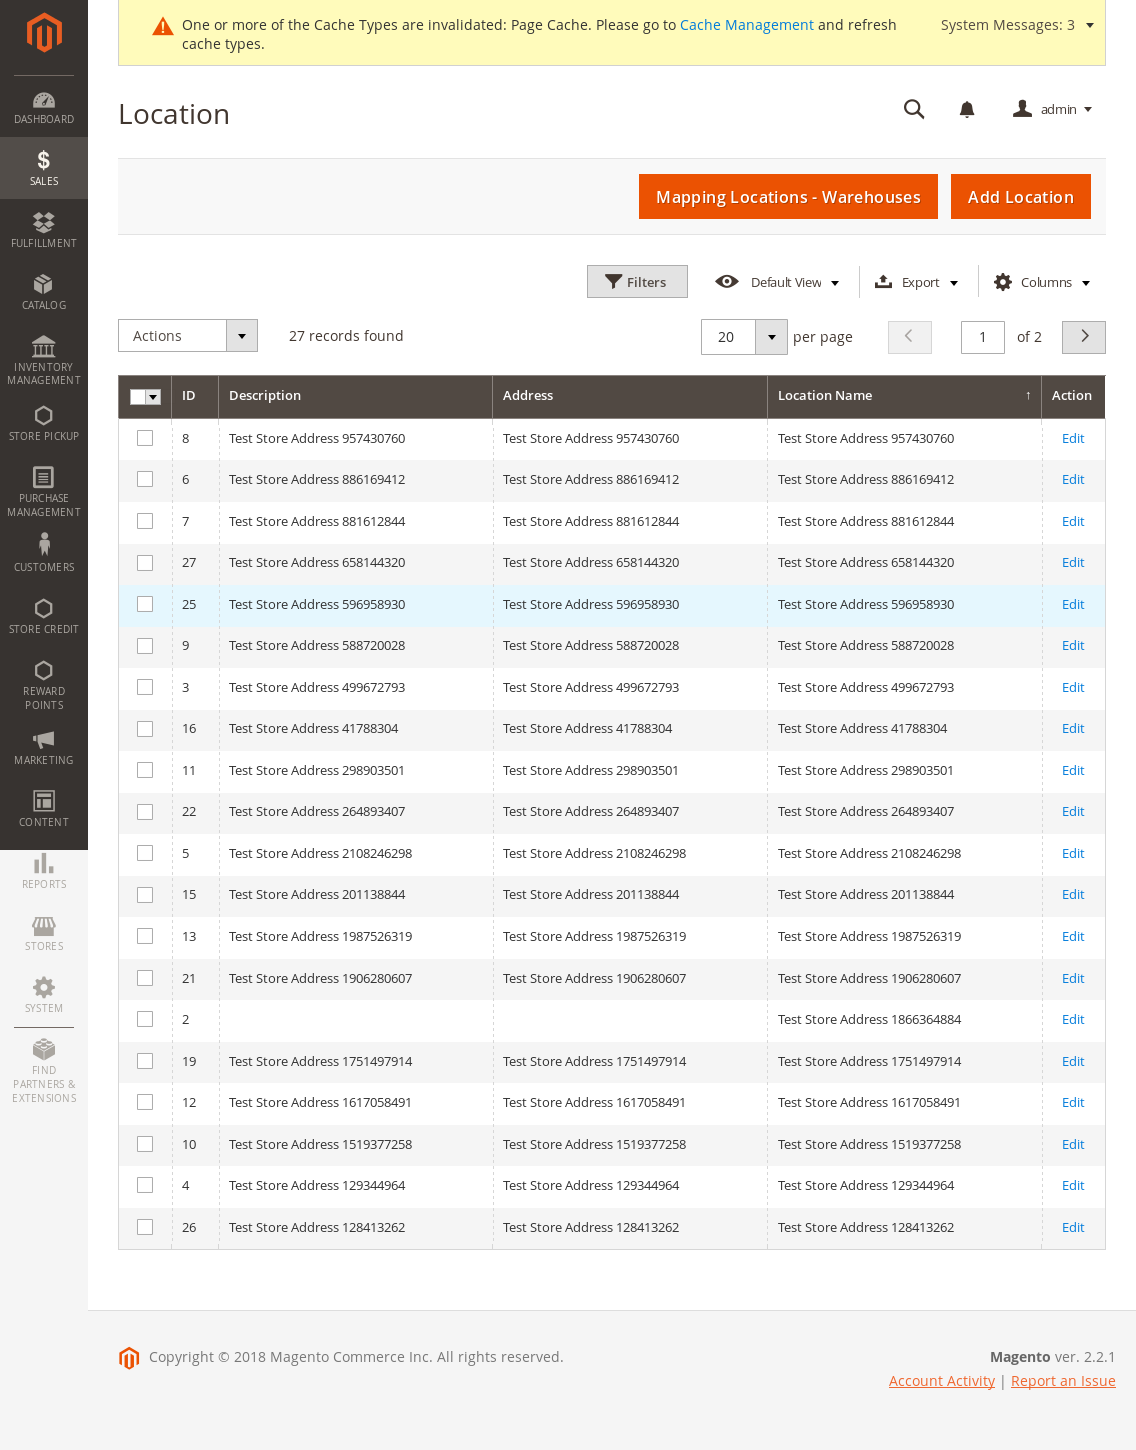 One or more of the Cache Types are invalidated: Page Cache. Please go to Cache Management and refresh
cache types.
System Messages: 3
DASHBOARD
$
SALES
FULFILLMENT
CATALOG
INVENTORY
MANAGEMENT
STORE PICKUP
PURCHASE
MANAGEMENT
CUSTOMERS
STORE CREDIT
REWARD
POINTS
MARKETING
CONTENT
REPORTS
STORES
SYSTEM
FIND
PARTNERS &
EXTENSIONS
Location
admin
Mapping Locations - Warehouses
Add Location
Filters
Default View
Export
Columns
Actions
27 records found
20
per page
1
of 2
ID Description Address Location Name ↑ Action
8 Test Store Address 957430760 Test Store Address 957430760 Test Store Address 957430760 Edit
6 Test Store Address 886169412 Test Store Address 886169412 Test Store Address 886169412 Edit
7 Test Store Address 881612844 Test Store Address 881612844 Test Store Address 881612844 Edit
27 Test Store Address 658144320 Test Store Address 658144320 Test Store Address 658144320 Edit
25 Test Store Address 596958930 Test Store Address 596958930 Test Store Address 596958930 Edit
9 Test Store Address 588720028 Test Store Address 588720028 Test Store Address 588720028 Edit
3 Test Store Address 499672793 Test Store Address 499672793 Test Store Address 499672793 Edit
16 Test Store Address 41788304 Test Store Address 41788304 Test Store Address 41788304 Edit
11 Test Store Address 298903501 Test Store Address 298903501 Test Store Address 298903501 Edit
22 Test Store Address 264893407 Test Store Address 264893407 Test Store Address 264893407 Edit
5 Test Store Address 2108246298 Test Store Address 2108246298 Test Store Address 2108246298 Edit
15 Test Store Address 201138844 Test Store Address 201138844 Test Store Address 201138844 Edit
13 Test Store Address 1987526319 Test Store Address 1987526319 Test Store Address 1987526319 Edit
21 Test Store Address 1906280607 Test Store Address 1906280607 Test Store Address 1906280607 Edit
2 Test Store Address 1866364884 Edit
19 Test Store Address 1751497914 Test Store Address 1751497914 Test Store Address 1751497914 Edit
12 Test Store Address 1617058491 Test Store Address 1617058491 Test Store Address 1617058491 Edit
10 Test Store Address 1519377258 Test Store Address 1519377258 Test Store Address 1519377258 Edit
4 Test Store Address 129344964 Test Store Address 129344964 Test Store Address 129344964 Edit
26 Test Store Address 128413262 Test Store Address 128413262 Test Store Address 128413262 Edit
Copyright © 2018 Magento Commerce Inc. All rights reserved.
Magento ver. 2.2.1
Account Activity | Report an Issue